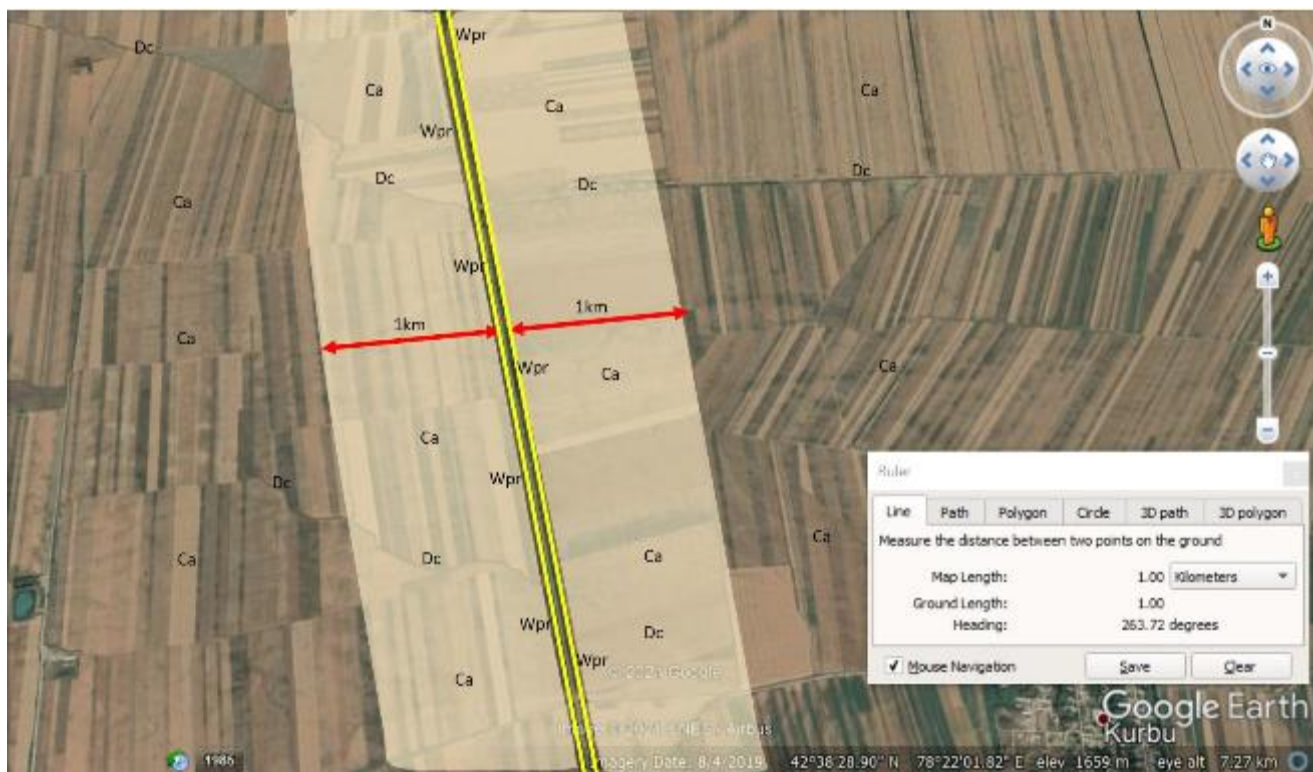 N
Wpr
Dc
Ca
Ca
Ca
Wpr
Dc
Dc
Dc
Ca
Wpr
1km
1km
Ca
Wpr
Ca
Ca
Ca
Dc
Wpr
Ca
Ca
Dc
Ca
Wpr
Dc
Wpr
Ca
Ruler
Line Path Polygon Circle 3D path 3D polygon
Measure the distance between two points on the ground
Map Length: 1.00 Kilometers
Ground Length: 1.00
Heading: 263.72 degrees
Mouse Navigation Save Clear
Google Earth
Kurbu
1986
Imagery Date: 8/4/2019 42°38'28.90" N 78°22'01.82" E elev 1659 m eye alt 7.27 km